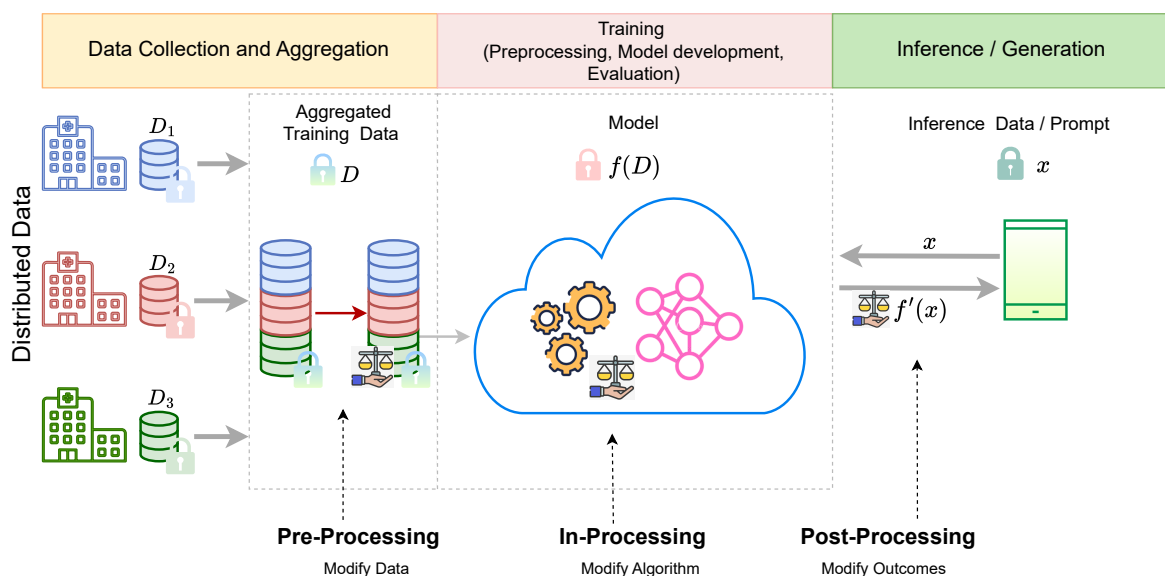 Data Collection and Aggregation
Training
(Preprocessing, Model development,
Evaluation)
Inference / Generation
Distributed Data
D₁
D₂
D₃
Aggregated
Training Data
D
Model
f(D)
Inference Data / Prompt
x
x
f′(x)
Pre-Processing
Modify Data
In-Processing
Modify Algorithm
Post-Processing
Modify Outcomes